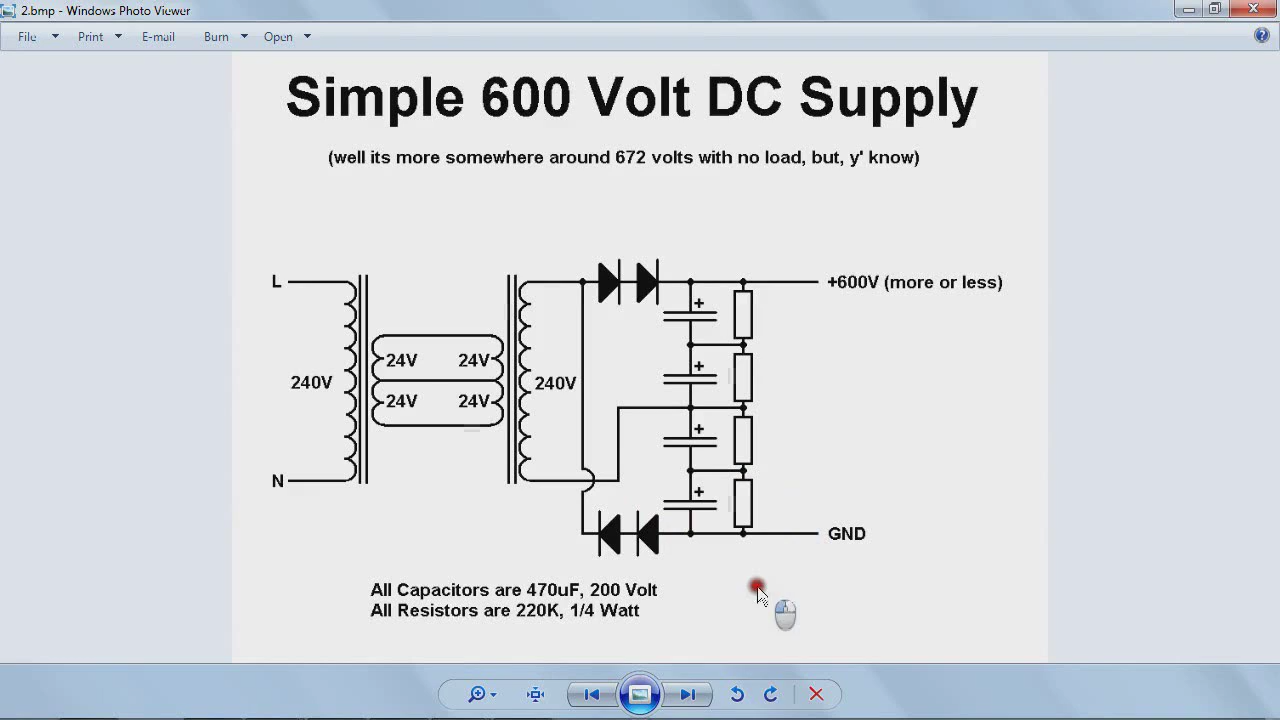 2.bmp - Windows Photo Viewer
File Print E-mail Burn Open
Simple 600 Volt DC Supply
(well its more somewhere around 672 volts with no load, but, y' know)
L
+600V (more or less)
+
24V 24V
+
240V
240V
24V 24V
+
N
+
GND
All Capacitors are 470uF, 200 Volt
All Resistors are 220K, 1/4 Watt